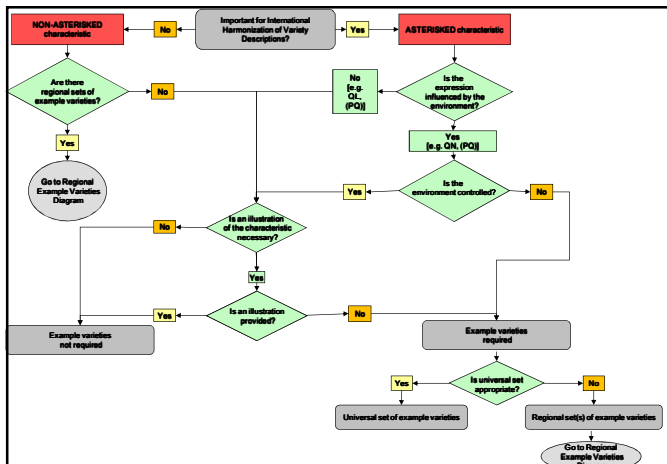 NON-ASTERISKED
characteristic
No
Important for International
Harmonization of Variety
Descriptions?
Yes
ASTERISKED characteristic
Are there
regional sets of
example varieties?
No
No
[e.g.
QL,
(PQ)]
Is the
expression
influenced by the
environment?
Yes
Yes
[e.g. QN, (PQ)]
Go to Regional
Example Varieties
Diagram
Yes
Is the
environment controlled?
No
No
Is an illustration
of the characteristic
necessary?
Yes
Yes
Is an illustration
provided?
No
Example varieties
not required
Example varieties
required
Yes
Is universal set
appropriate?
No
Universal set of example varieties
Regional set(s) of example varieties
Go to Regional
Example Varieties